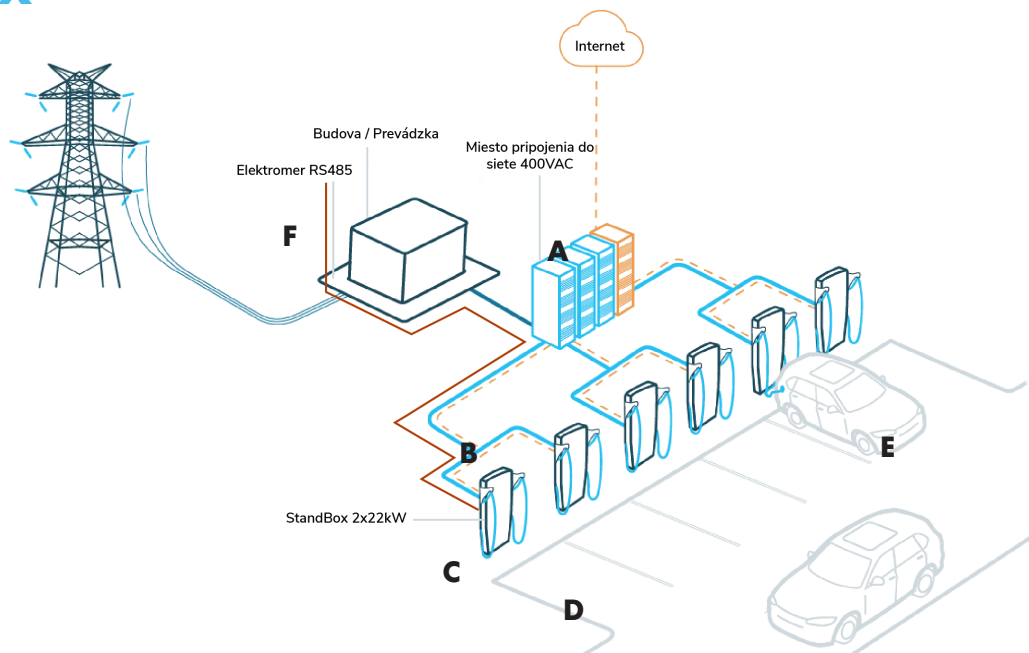 Internet
Budova / Prevádzka
Miesto pripojenia do
siete 400VAC
Elektromer RS485
F
A
B
E
StandBox 2x22kW
C
D